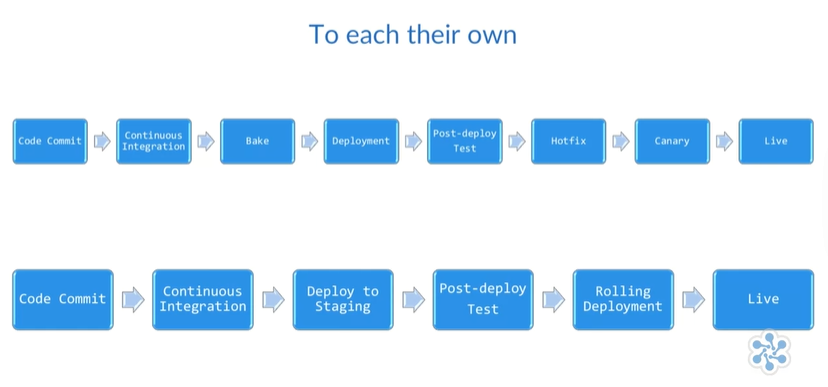 To each their own
Code Commit
Continuous
Integration
Bake
Deployment
Post-deploy
Test
Hotfix
Canary
Live
Code Commit
Continuous
Integration
Deploy to
Staging
Post-deploy
Test
Rolling
Deployment
Live